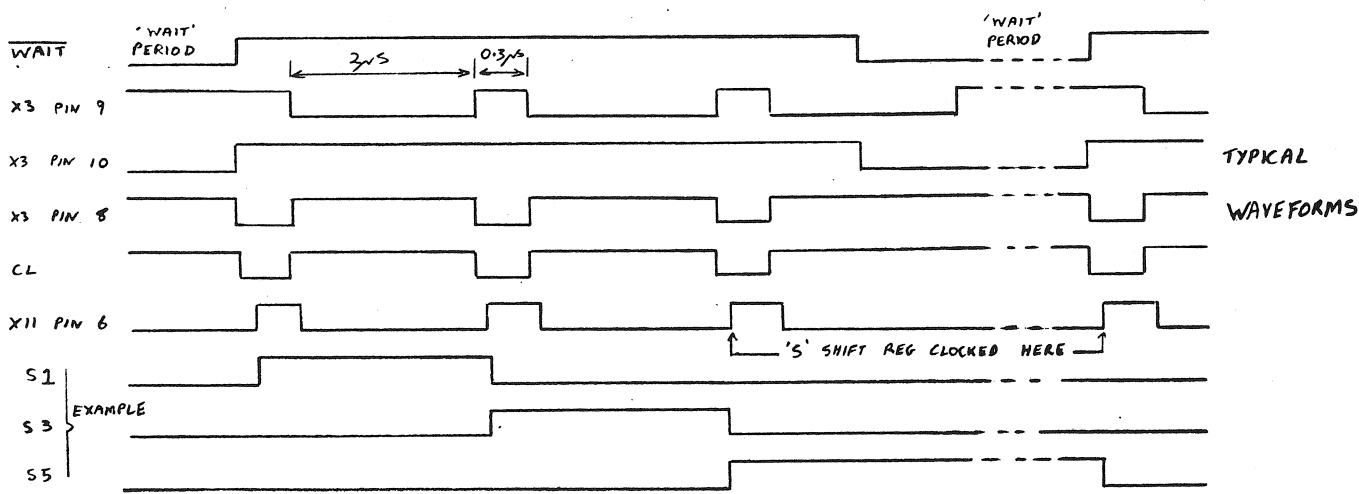 WAIT
'WAIT'
PERIOD
'WAIT'
PERIOD
2µS
0.3µS
X3 PIN 9
X3 PIN 10
TYPICAL
X3 PIN 8
WAVEFORMS
CL
X11 PIN 6
'S' SHIFT REG CLOCKED HERE
S1
EXAMPLE
S3
S5